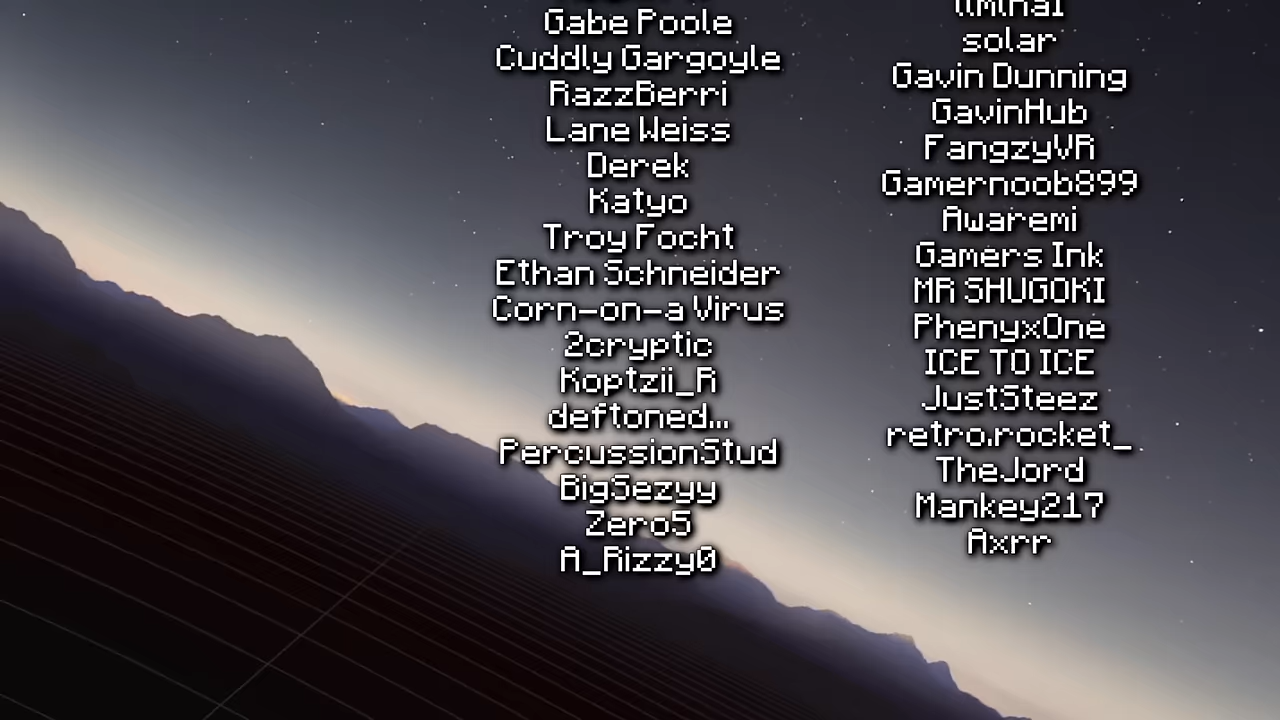 Gabe Poole
Cuddly Gargoyle
RazzBerri
Lane Weiss
Derek
Katyo
Troy Focht
Ethan Schneider
Corn-on-a Virus
2cryptic
Koptzii_R
deftoned...
PercussionStud
BigSezyy
Zero5
A_Rizzy0
solar
Gavin Dunning
GavinHub
FangzyVR
Gamernoob899
Awaremi
Gamers Ink
MR SHUGOKI
PhenyxOne
ICE TO ICE
JustSteez
retro.rocket_
TheJord
Mankey217
Axrr